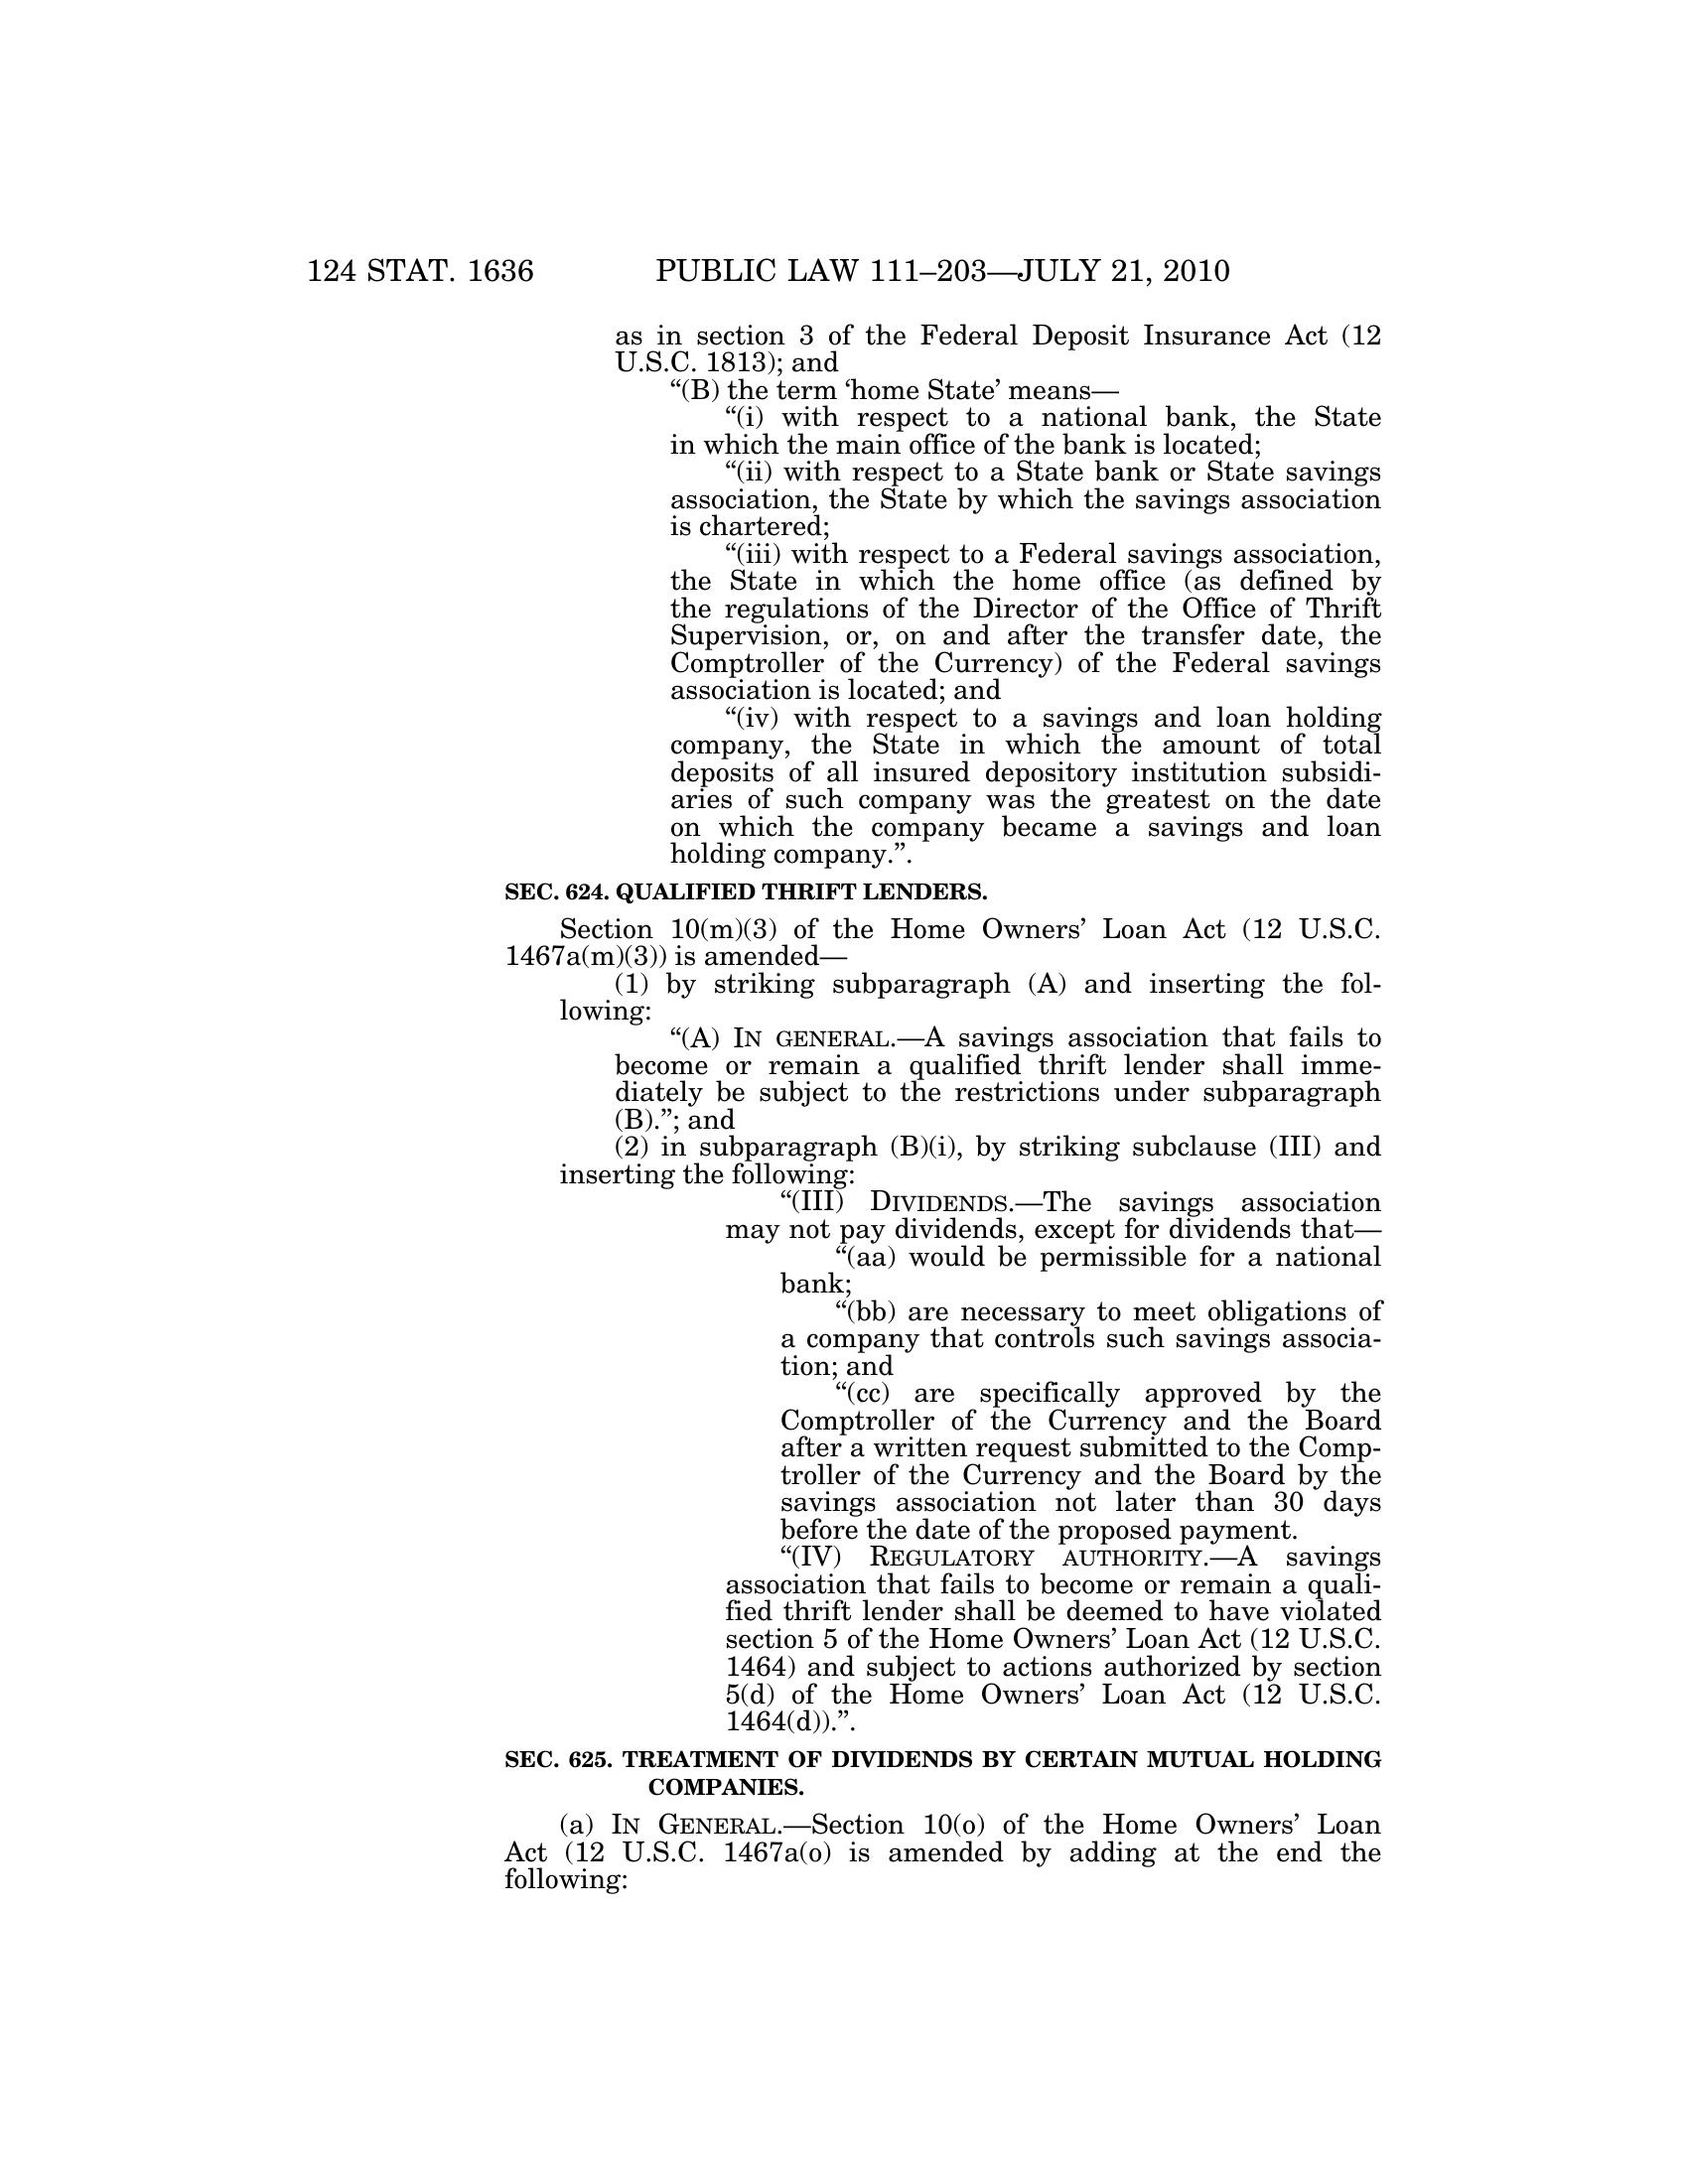 124 STAT. 1636 PUBLIC LAW 111–203—JULY 21, 2010
as in section 3 of the Federal Deposit Insurance Act (12
U.S.C. 1813); and
“(B) the term ‘home State’ means—
“(i) with respect to a national bank, the State
in which the main office of the bank is located;
“(ii) with respect to a State bank or State savings
association, the State by which the savings association
is chartered;
“(iii) with respect to a Federal savings association,
the State in which the home office (as defined by
the regulations of the Director of the Office of Thrift
Supervision, or, on and after the transfer date, the
Comptroller of the Currency) of the Federal savings
association is located; and
“(iv) with respect to a savings and loan holding
company, the State in which the amount of total
deposits of all insured depository institution subsidi-
aries of such company was the greatest on the date
on which the company became a savings and loan
holding company.”.
SEC. 624. QUALIFIED THRIFT LENDERS.
Section 10(m)(3) of the Home Owners’ Loan Act (12 U.S.C.
1467a(m)(3)) is amended—
(1) by striking subparagraph (A) and inserting the fol-
lowing:
“(A) IN GENERAL.—A savings association that fails to
become or remain a qualified thrift lender shall imme-
diately be subject to the restrictions under subparagraph
(B).”; and
(2) in subparagraph (B)(i), by striking subclause (III) and
inserting the following:
“(III) DIVIDENDS.—The savings association
may not pay dividends, except for dividends that—
“(aa) would be permissible for a national
bank;
“(bb) are necessary to meet obligations of
a company that controls such savings associa-
tion; and
“(cc) are specifically approved by the
Comptroller of the Currency and the Board
after a written request submitted to the Comp-
troller of the Currency and the Board by the
savings association not later than 30 days
before the date of the proposed payment.
“(IV) REGULATORY AUTHORITY.—A savings
association that fails to become or remain a quali-
fied thrift lender shall be deemed to have violated
section 5 of the Home Owners’ Loan Act (12 U.S.C.
1464) and subject to actions authorized by section
5(d) of the Home Owners’ Loan Act (12 U.S.C.
1464(d)).”.
SEC. 625. TREATMENT OF DIVIDENDS BY CERTAIN MUTUAL HOLDING
COMPANIES.
(a) IN GENERAL.—Section 10(o) of the Home Owners’ Loan
Act (12 U.S.C. 1467a(o) is amended by adding at the end the
following: